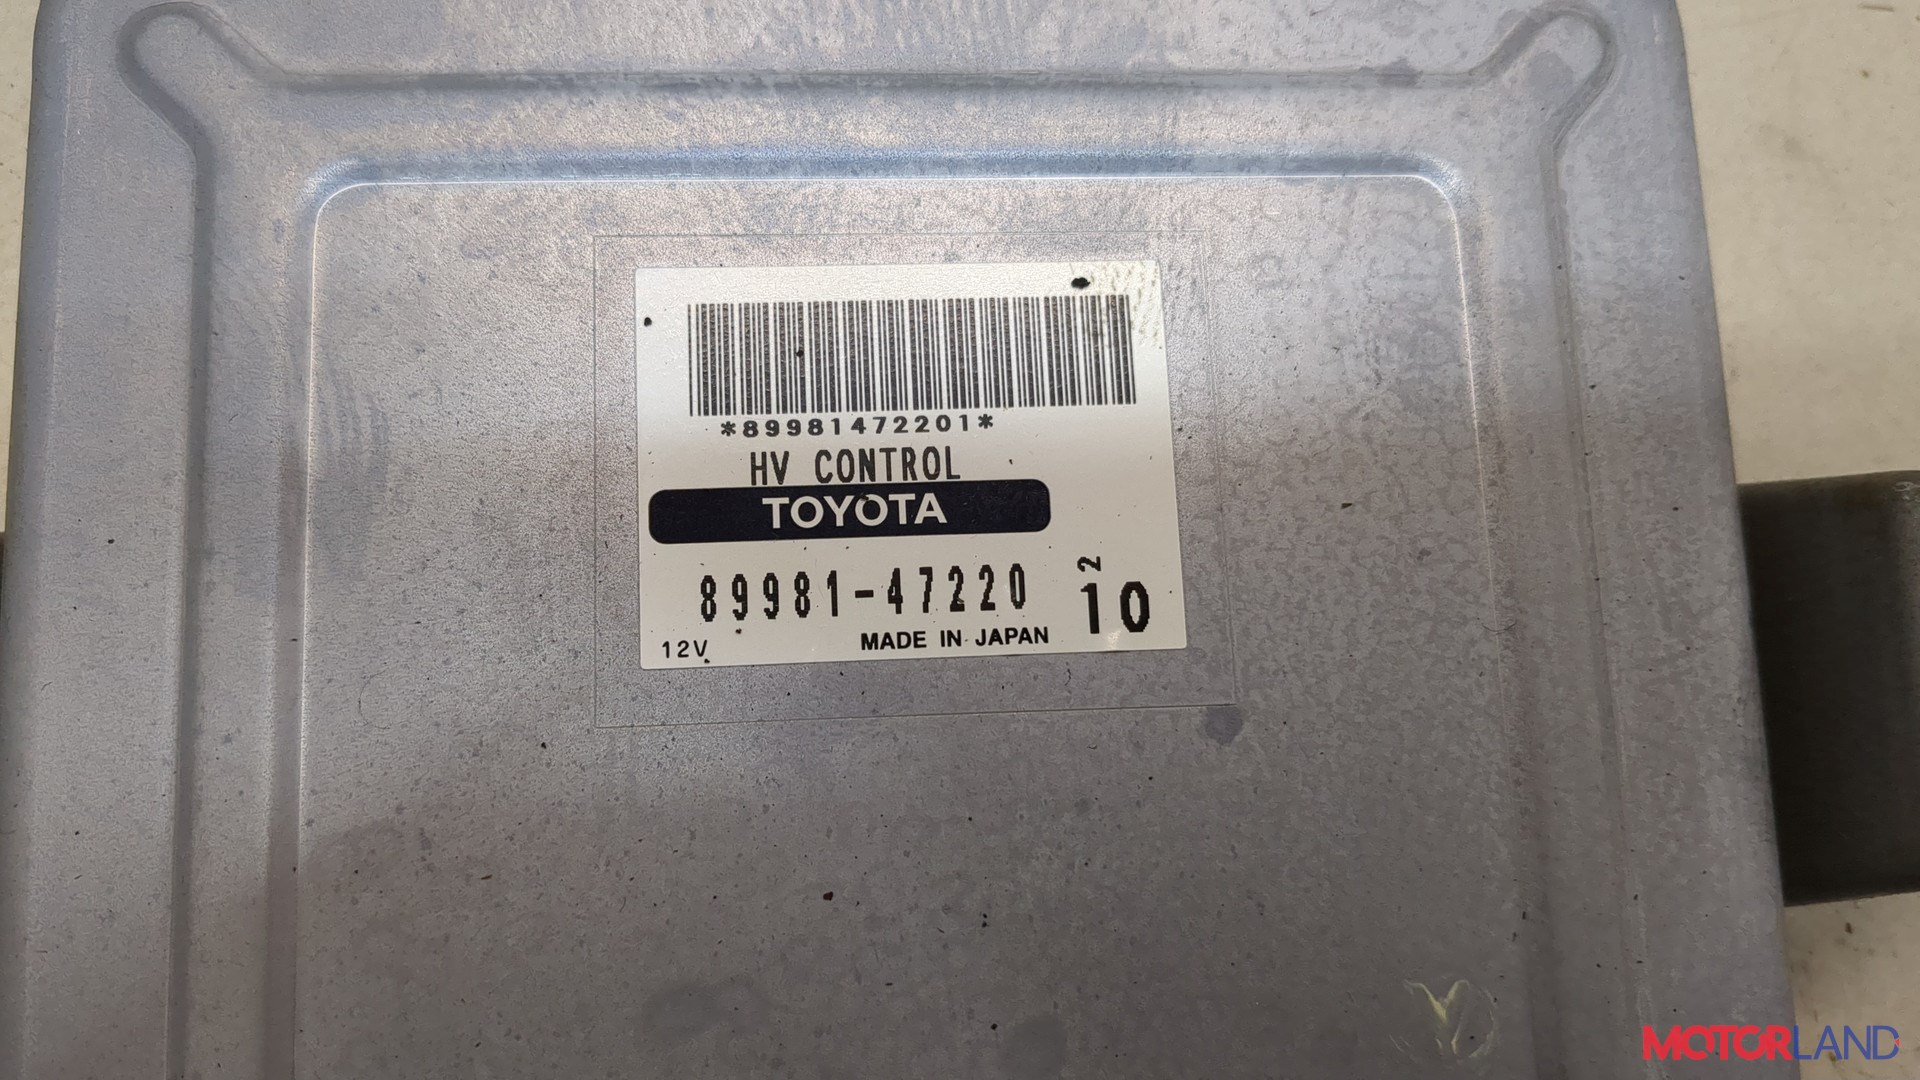 *89981472201*
HV CONTROL
TOYOTA
89981-47220
2
10
12V
MADE IN JAPAN
MOTORLAND